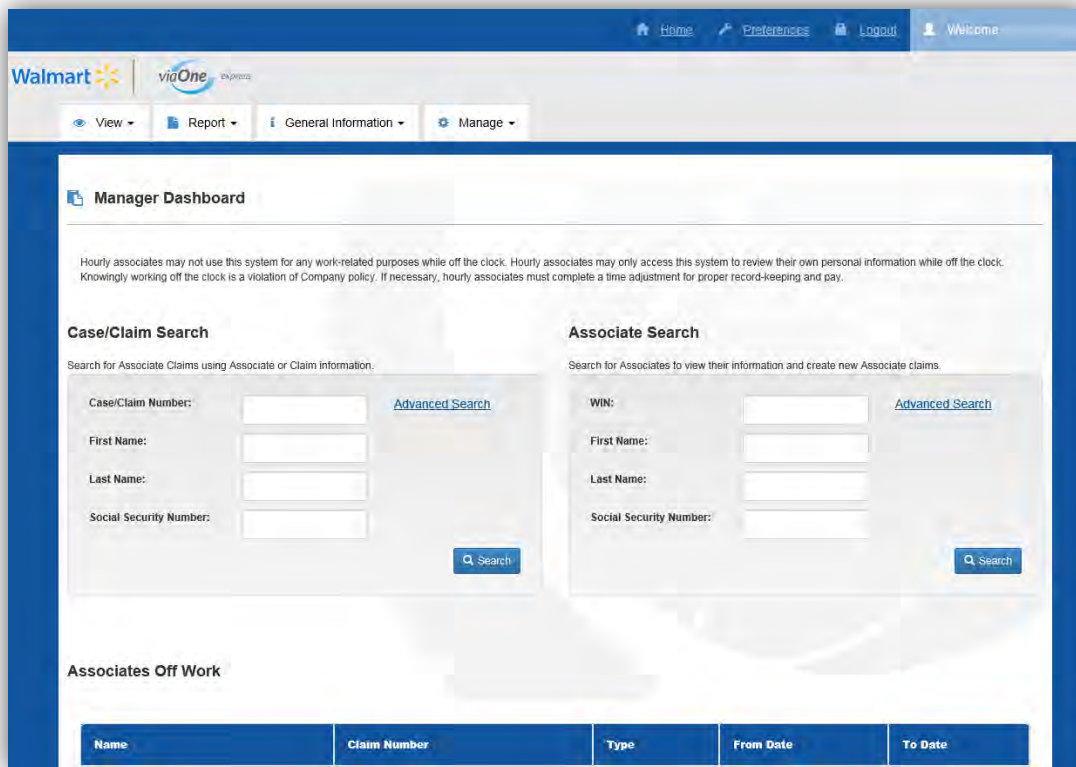 Home Preferences Logout Welcome
Walmart viaOne express
View Report General Information Manage
Manager Dashboard
Hourly associates may not use this system for any work-related purposes while off the clock. Hourly associates may only access this system to review their own personal information while off the clock.
Knowingly working off the clock is a violation of Company policy. If necessary, hourly associates must complete a time adjustment for proper record-keeping and pay.
Case/Claim Search
Search for Associate Claims using Associate or Claim information.
Case/Claim Number: Advanced Search
First Name:
Last Name:
Social Security Number:
Search
Associate Search
Search for Associates to view their information and create new Associate claims.
WIN: Advanced Search
First Name:
Last Name:
Social Security Number:
Search
Associates Off Work
Name Claim Number Type From Date To Date